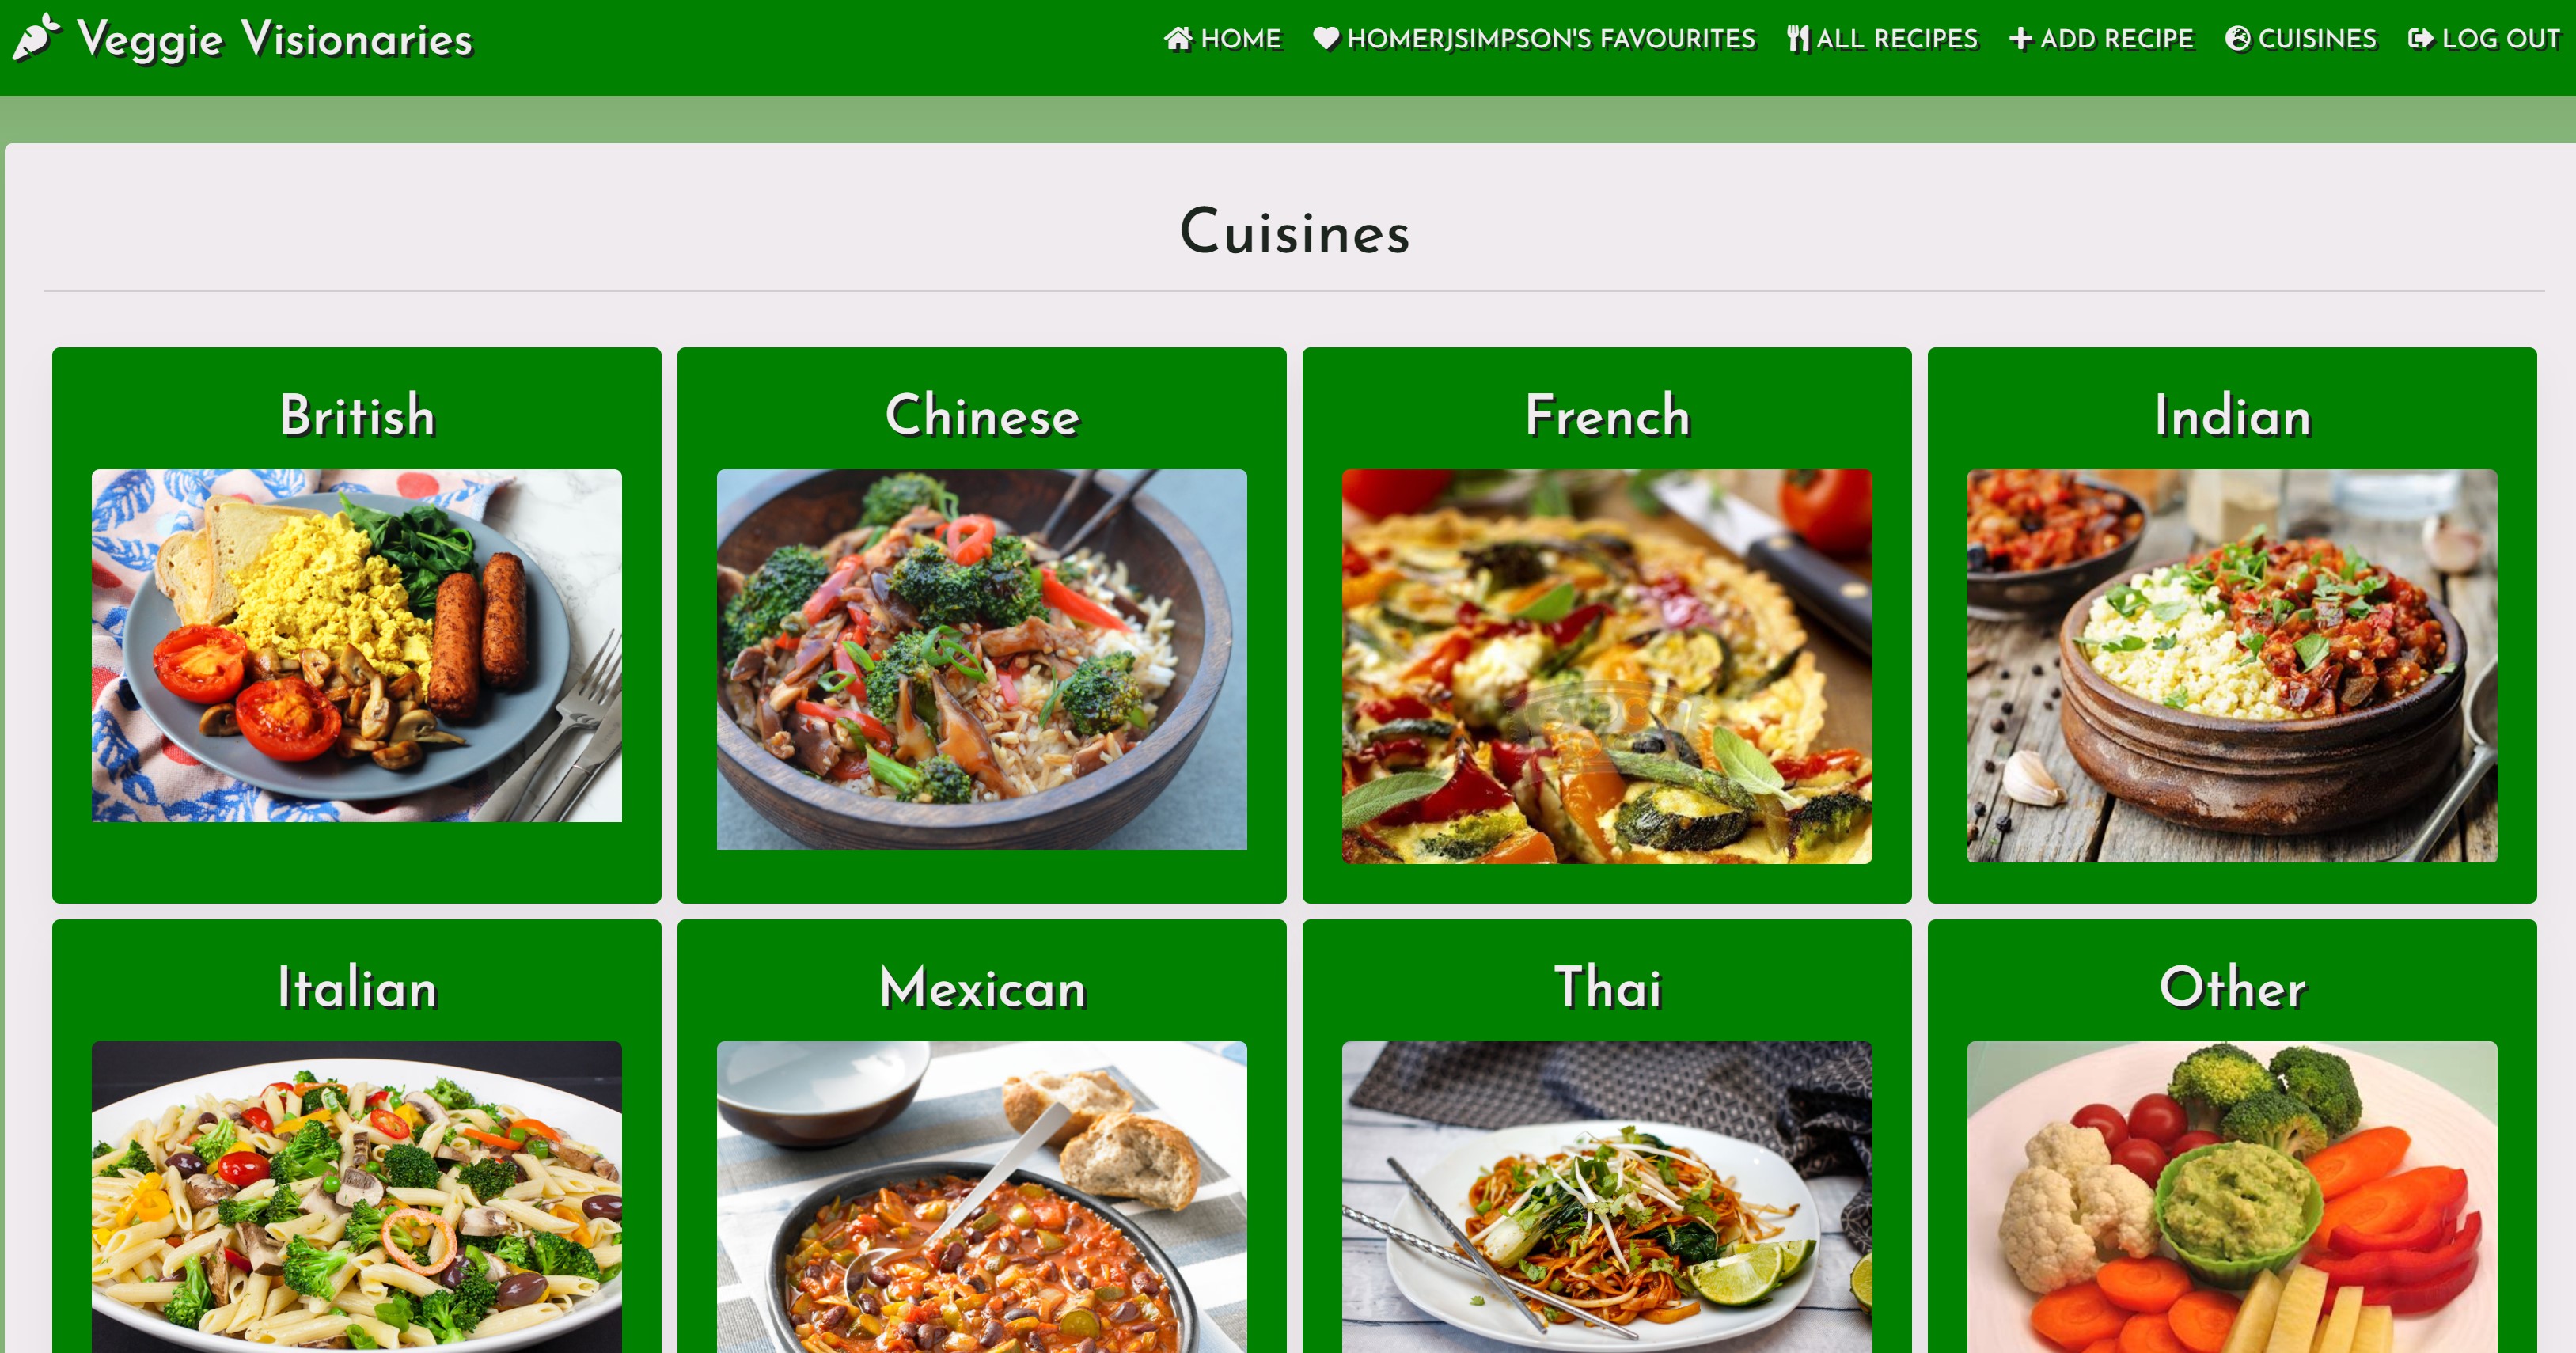 Veggie Visionaries
HOME HOMERJSIMPSON'S FAVOURITES ALL RECIPES ADD RECIPE CUISINES LOG OUT
Cuisines
British Chinese French Indian
Italian Mexican Thai Other